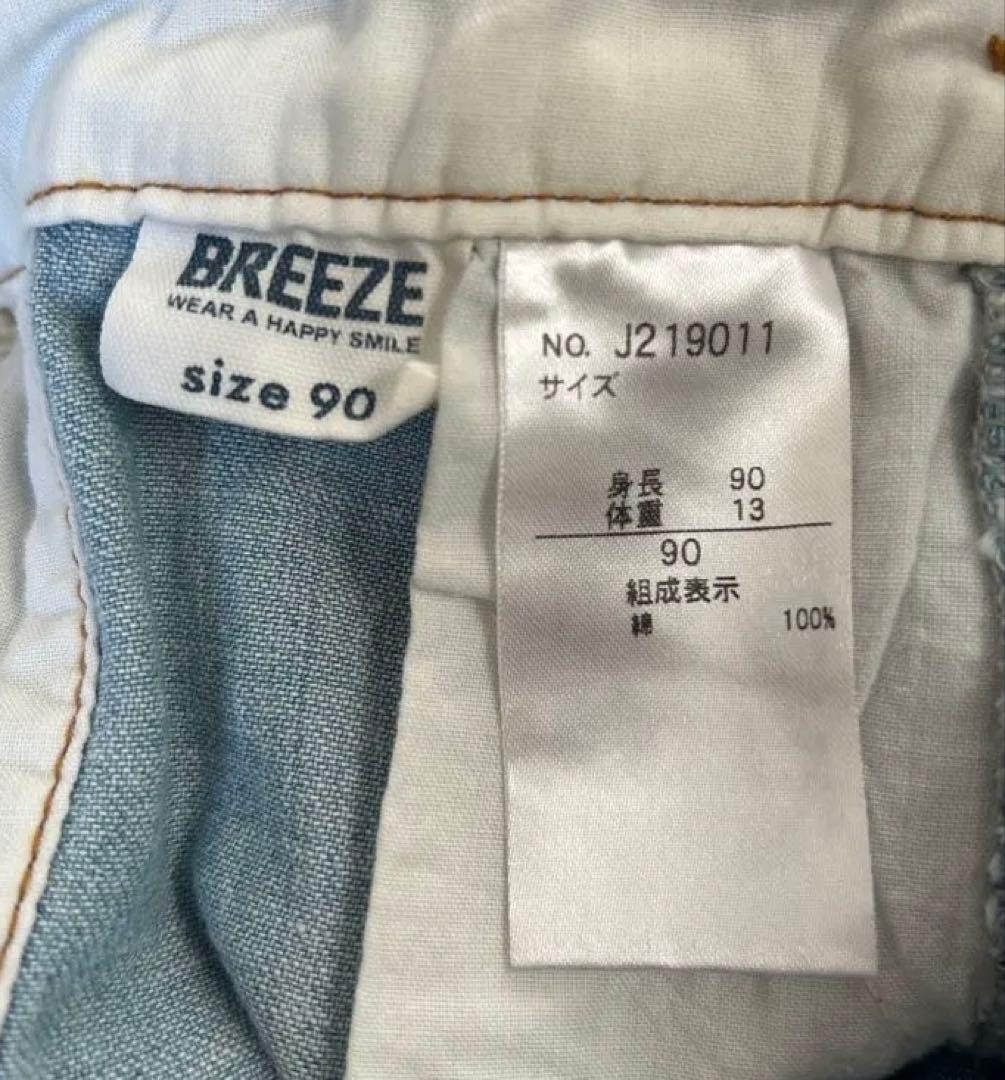 BREEZE
WEAR A HAPPY SMILE
size 90
NO. J219011
サイズ
身長 90
体重 13
90
組成表示
綿 100%